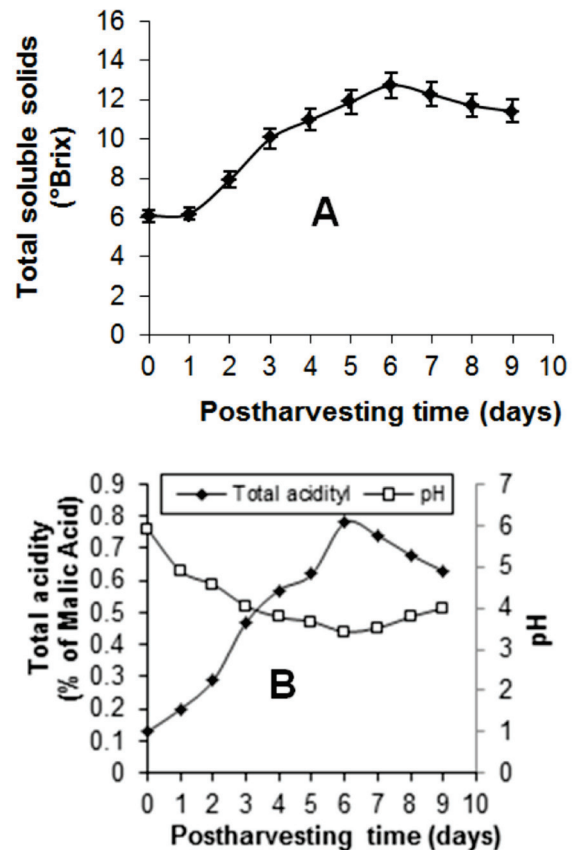 16
14
12
10
8
6
4
2
0
Total soluble solids
(°Brix)
A
0 1 2 3 4 5 6 7 8 9 10
Postharvesting time (days)
Total acidityl pH
0.9
0.8
0.7
0.6
0.5
0.4
0.3
0.2
0.1
0
Total acidity
(% of Malic Acid)
B
7
6
5
4
3
2
1
0
pH
0 1 2 3 4 5 6 7 8 9 10
Postharvesting time (days)